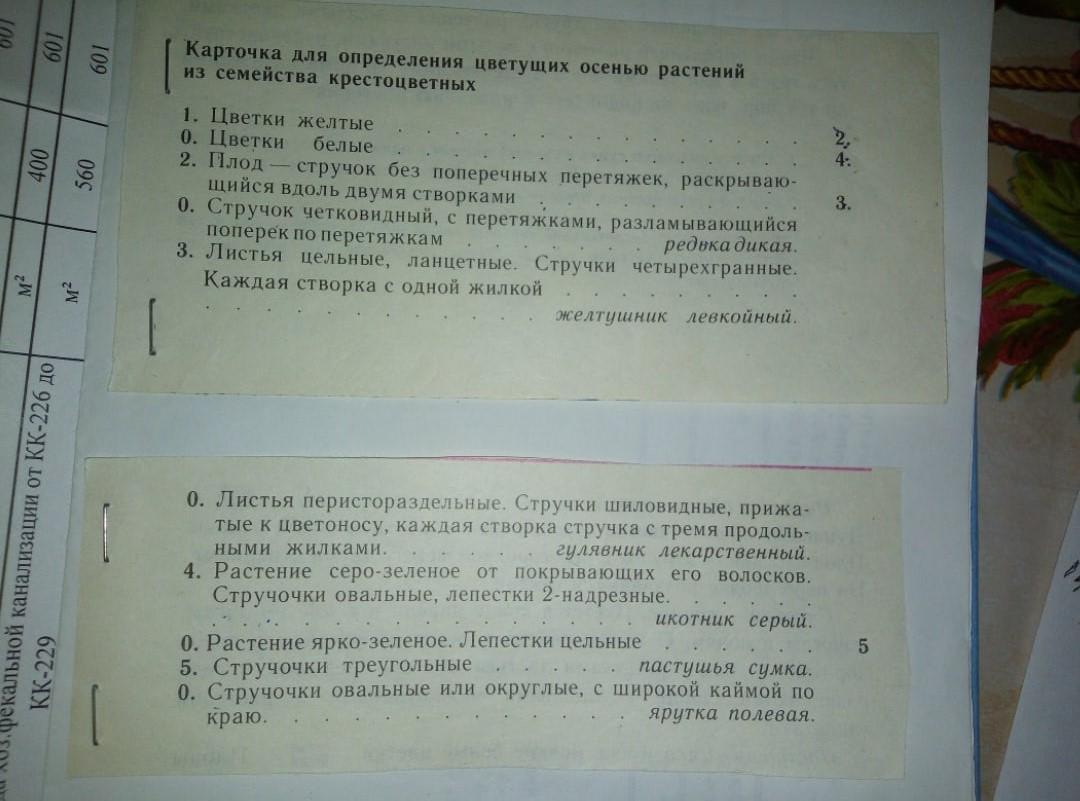 Карточка для определения цветущих осенью растений
из семейства крестоцветных
1. Цветки желтые . . . . . . . . . . . . . . 2.
0. Цветки белые . . . . . . . . . . . . . . 4.
2. Плод — стручок без поперечных перетяжек, раскрываю-
щийся вдоль двумя створками . . . . . . . . . 3.
0. Стручок четковидный, с перетяжками, разламывающийся
поперек по перетяжкам . . . . . . . редька дикая.
3. Листья цельные, ланцетные. Стручки четырехгранные.
Каждая створка с одной жилкой . . . . . . . .
. . . . . . . . . . . . желтушник левкойный.
0. Листья перистораздельные. Стручки шиловидные, прижа-
тые к цветоносу, каждая створка стручка с тремя продоль-
ными жилками. . . . . . гулявник лекарственный.
4. Растение серо-зеленое от покрывающих его волосков.
Стручочки овальные, лепестки 2-надрезные. . . . . .
. . . . . . . . . . . . . . икотник серый.
0. Растение ярко-зеленое. Лепестки цельные . . . . . . 5
5. Стручочки треугольные . . . . пастушья сумка.
0. Стручочки овальные или округлые, с широкой каймой по
краю. . . . . . . . . . . . . . ярутка полевая.
601
400
601
560
601
м²
м²
хоз.фекальной канализации от КК-226 до
КК-229